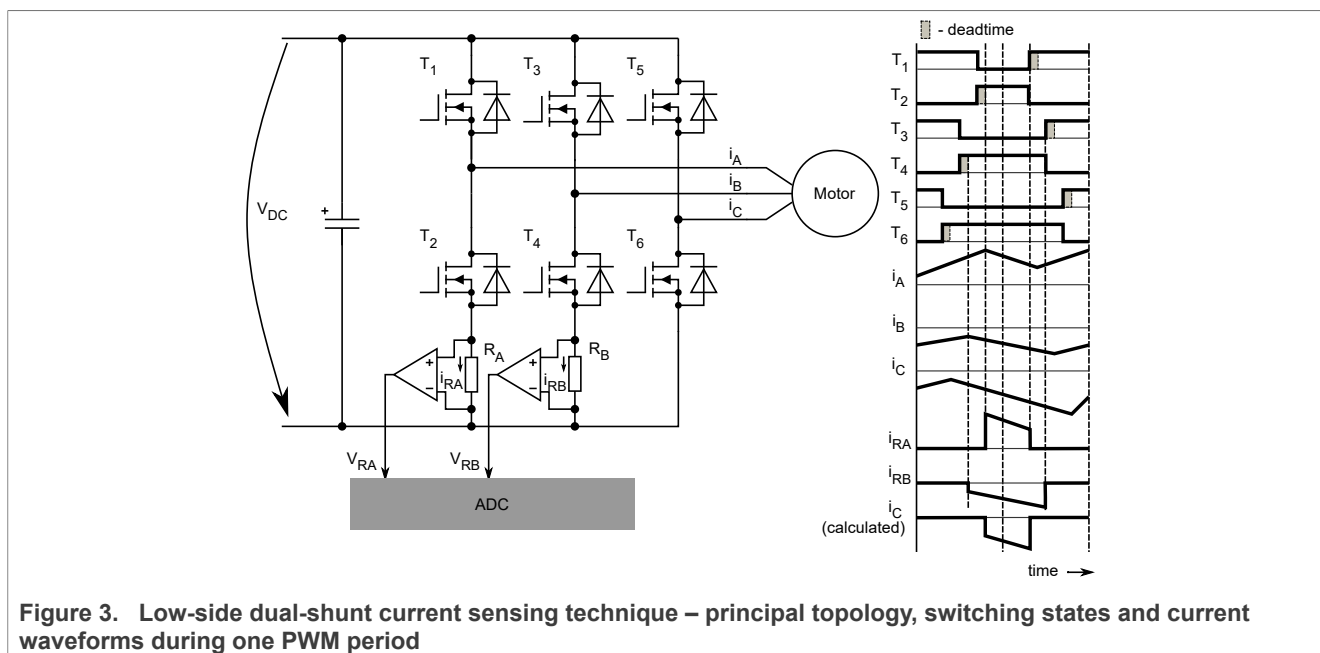 - deadtime
T1
T3
T5
iA
iB
iC
Motor
VDC
+
T2
T4
T6
+
−
iRA
RA
+
−
iRB
RB
VRA
VRB
ADC
T1
T2
T3
T4
T5
T6
iA
iB
iC
iRA
iRB
iC
(calculated)
time
Figure 3. Low-side dual-shunt current sensing technique – principal topology, switching states and current
waveforms during one PWM period